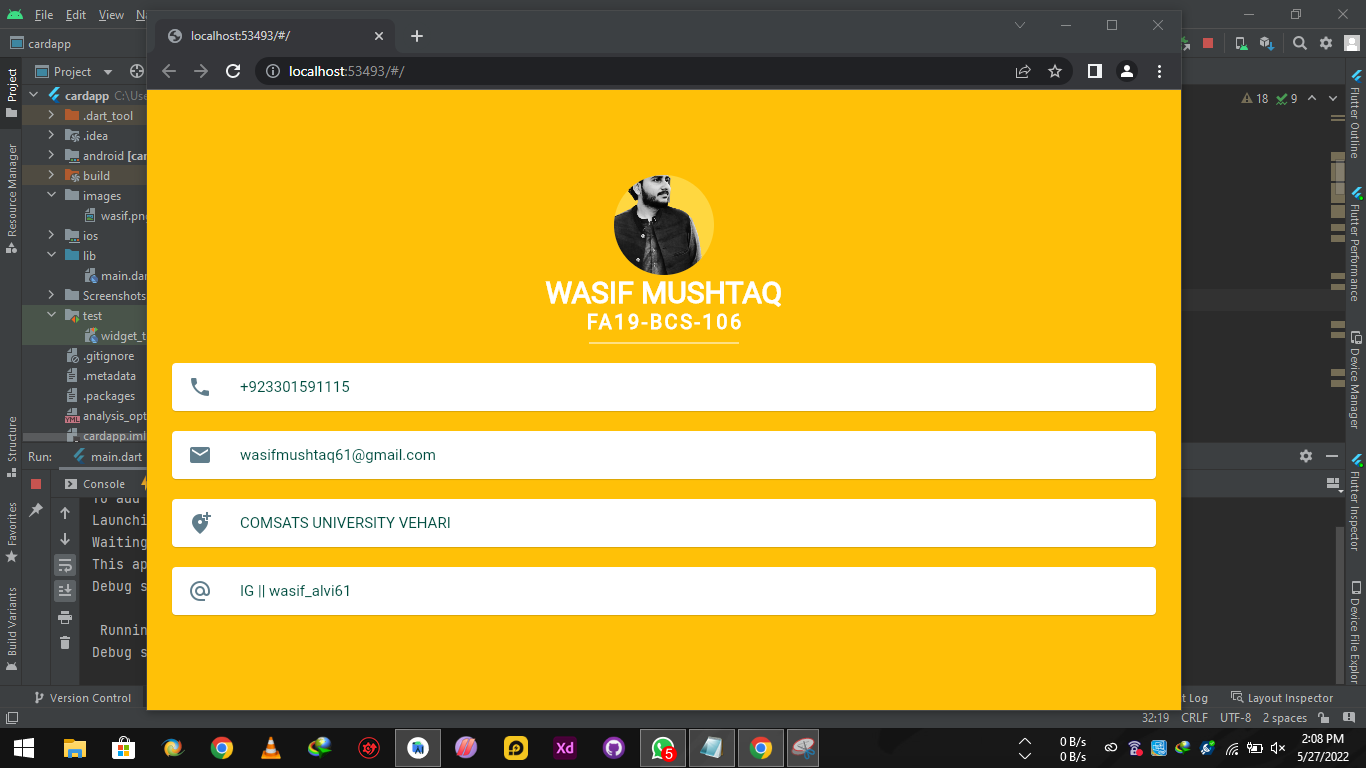 File Edit View Na
localhost:53493/#/
cardapp
localhost:53493/#/
Project
Project
cardapp C:\Use
18 9
.dart_tool
.idea
android [car
build
images
wasif.png
ios
lib
main.dar
Screenshots
test
widget_t
.gitignore
.metadata
.packages
analysis_opt
cardapp.iml
Resource Manager
Structure
Favorites
Build Variants
WASIF MUSHTAQ
FA19-BCS-106
+923301591115
wasifmushtaq61@gmail.com
COMSATS UNIVERSITY VEHARI
IG || wasif_alvi61
Flutter Outline
Flutter Performance
Device Manager
Flutter Inspector
Device File Explor
Run: main.dart
Console
To add
Launchi
Waiting
This ap
Debug s
Runnin
Debug s
Version Control
t Log
Layout Inspector
32:19 CRLF UTF-8 2 spaces
Xd
5
0 B/s
0 B/s
2:08 PM
5/27/2022